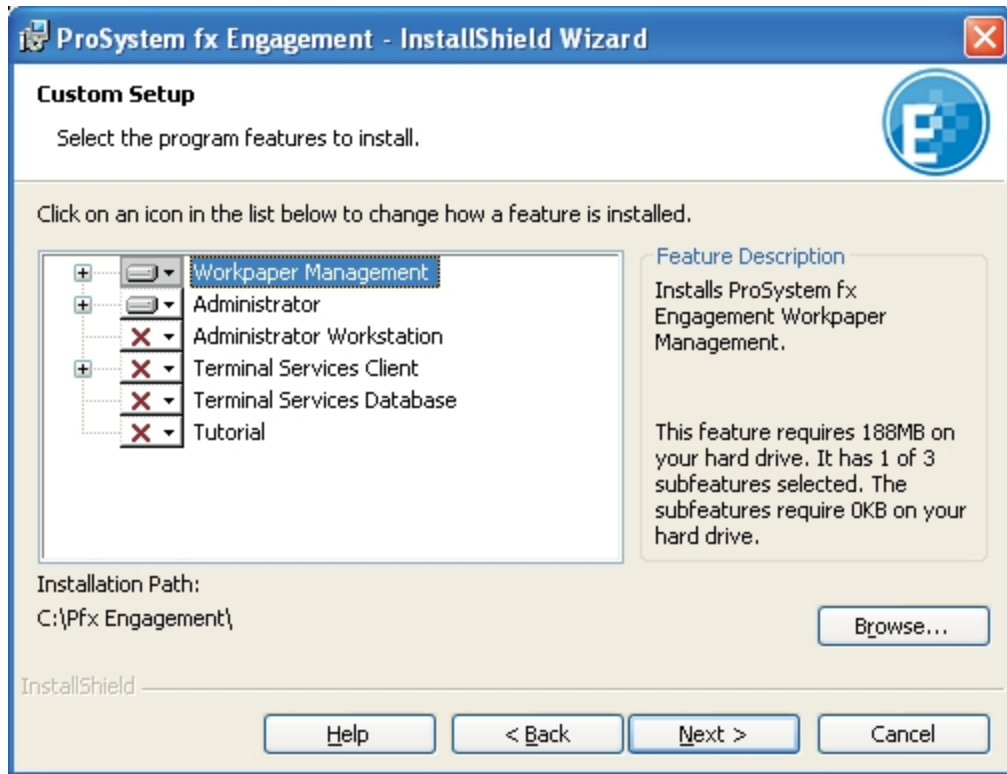 ProSystem fx Engagement - InstallShield Wizard
Custom Setup
Select the program features to install.
E
Click on an icon in the list below to change how a feature is installed.
Workpaper Management
Administrator
Administrator Workstation
Terminal Services Client
Terminal Services Database
Tutorial
Feature Description
Installs ProSystem fx
Engagement Workpaper
Management.
This feature requires 188MB on
your hard drive. It has 1 of 3
subfeatures selected. The
subfeatures require 0KB on your
hard drive.
Installation Path:
C:\Pfx Engagement\
Browse...
InstallShield
Help
< Back
Next >
Cancel